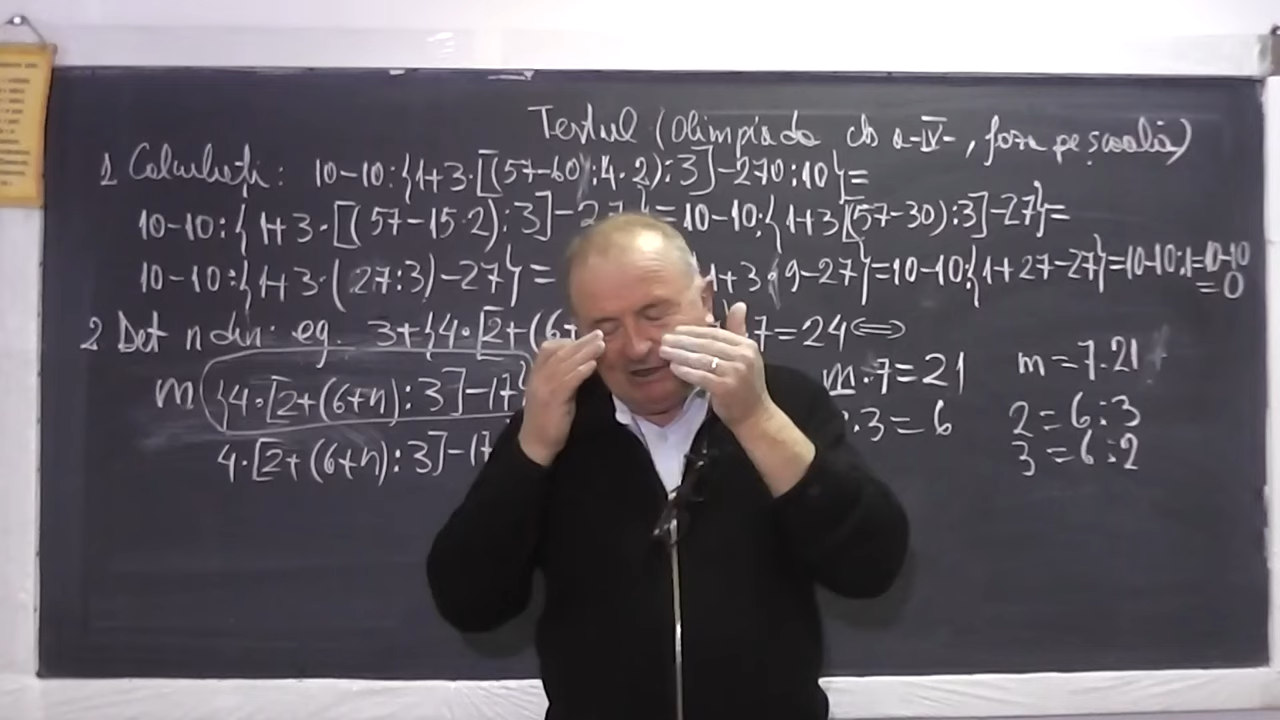 Testul (Olimpiada cls a-IV-, faza pe școală)
1 Calculați: 10-10:{1+3·[(57-60:4·2):3]-270:10}=
10-10:{1+3·[(57-15·2):3]-27}=10-10:{1+3[(57-30):3]-27}=
10-10:{1+3·(27:3)-27}= 1+3·9-27}=10-10:{1+27-27}=10-10:1=10-10
=0
2 Det n din: eg. 3+{4·[2+(6+ 7=24⟺
m {4·[2+(6+n):3]-17} m·7=21 m=7·21
:3=6 2=6:3
4·[2+(6+n):3]-17 3=6:2